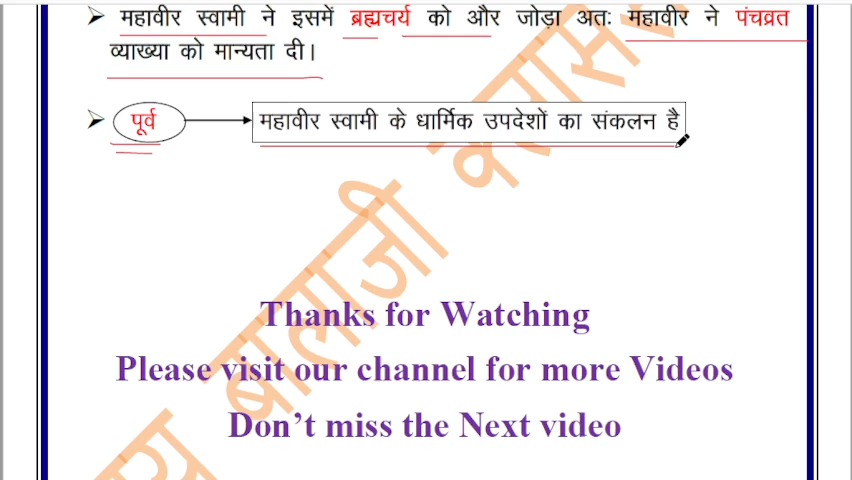 महावीर स्वामी ने इसमें ब्रह्मचर्य को और जोड़ा अतः महावीर ने पंचव्रत
व्याख्या को मान्यता दी।
पूर्व
महावीर स्वामी के धार्मिक उपदेशों का संकलन है
Thanks for Watching
Please visit our channel for more Videos
Don’t miss the Next video
बालाजी